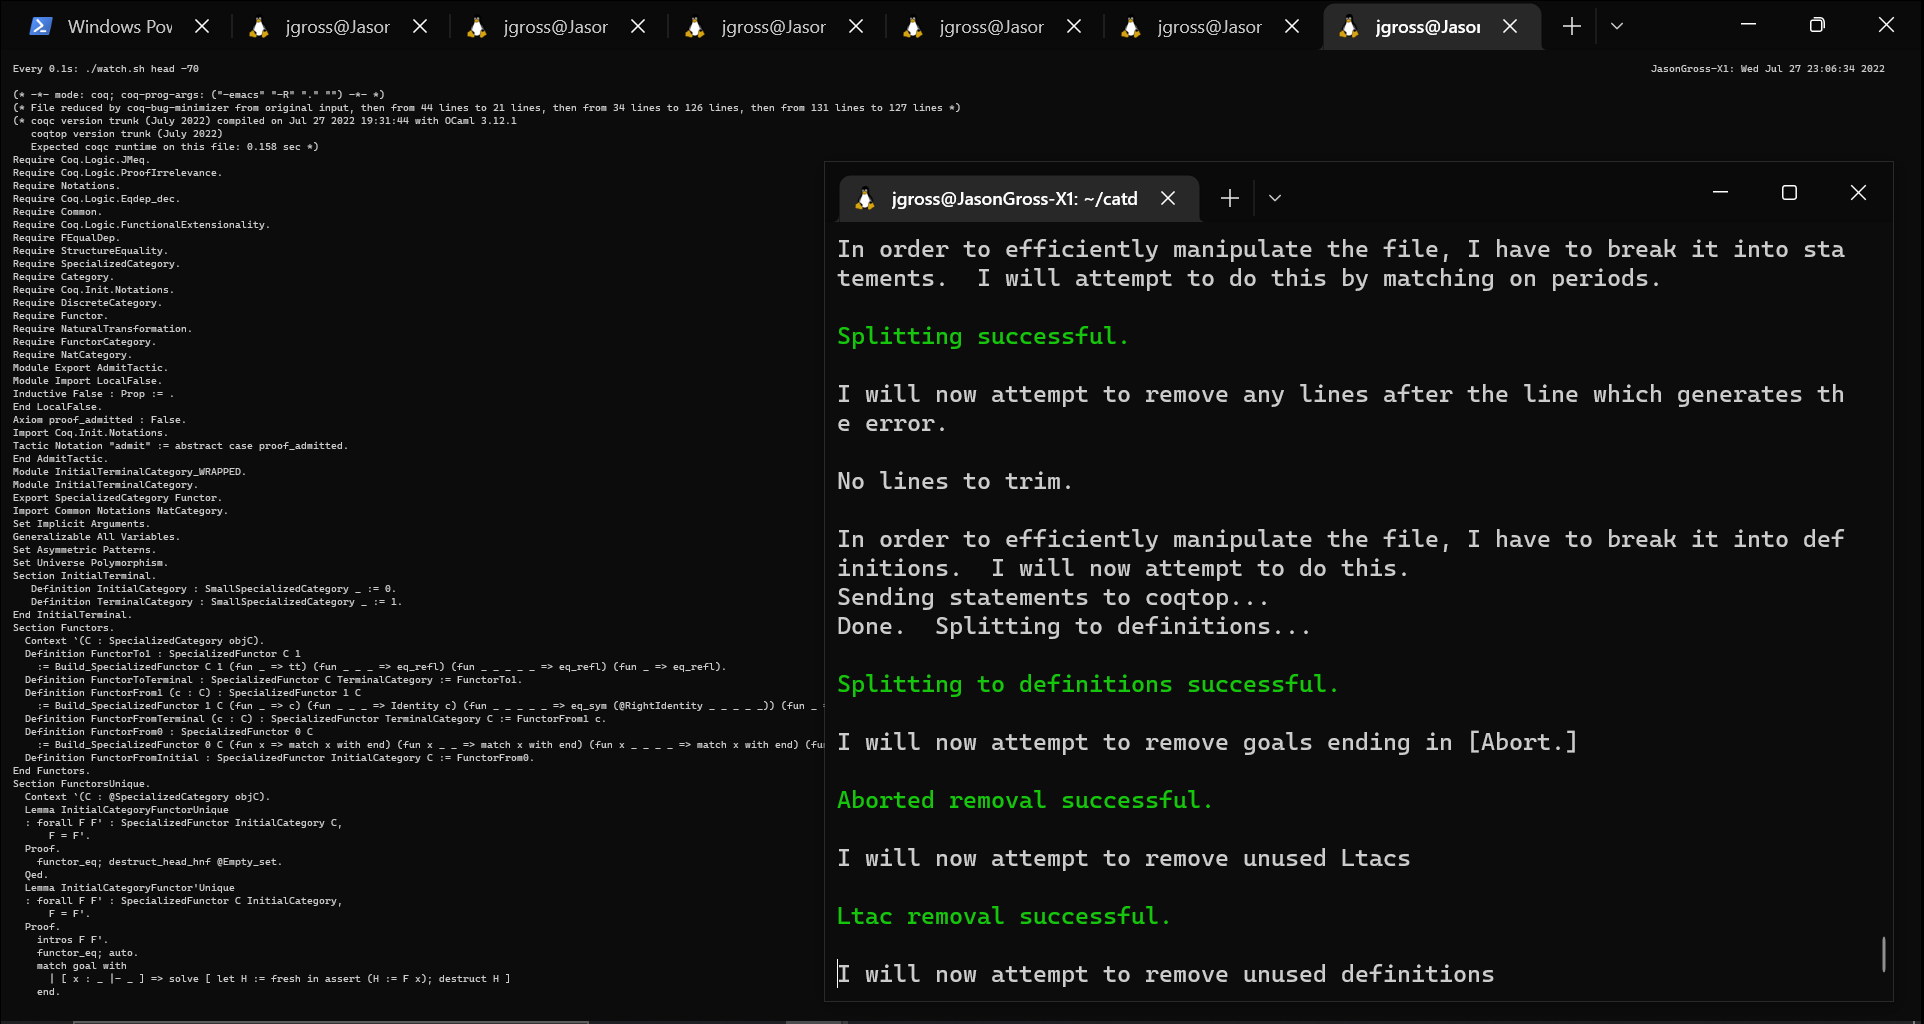 Windows Pov
jgross@Jasor
jgross@Jasor
jgross@Jasor
jgross@Jasor
jgross@Jasor
jgross@Jasor
Every 0.1s: ./watch.sh head -70
JasonGross-X1: Wed Jul 27 23:06:34 2022
(* -*- mode: coq; coq-prog-args: ("-emacs" "-R" "." "") -*- *)
(* File reduced by coq-bug-minimizer from original input, then from 44 lines to 21 lines, then from 34 lines to 126 lines, then from 131 lines to 127 lines *)
(* coqc version trunk (July 2022) compiled on Jul 27 2022 19:31:44 with OCaml 3.12.1
   coqtop version trunk (July 2022)
   Expected coqc runtime on this file: 0.158 sec *)
Require Coq.Logic.JMeq.
Require Coq.Logic.ProofIrrelevance.
Require Notations.
Require Coq.Logic.Eqdep_dec.
Require Common.
Require Coq.Logic.FunctionalExtensionality.
Require FEqualDep.
Require StructureEquality.
Require SpecializedCategory.
Require Category.
Require Coq.Init.Notations.
Require DiscreteCategory.
Require Functor.
Require NaturalTransformation.
Require FunctorCategory.
Require NatCategory.
Module Export AdmitTactic.
Module Import LocalFalse.
Inductive False : Prop := .
End LocalFalse.
Axiom proof_admitted : False.
Import Coq.Init.Notations.
Tactic Notation "admit" := abstract case proof_admitted.
End AdmitTactic.
Module InitialTerminalCategory_WRAPPED.
Module InitialTerminalCategory.
Export SpecializedCategory Functor.
Import Common Notations NatCategory.
Set Implicit Arguments.
Generalizable All Variables.
Set Asymmetric Patterns.
Set Universe Polymorphism.
Section InitialTerminal.
   Definition InitialCategory : SmallSpecializedCategory _ := 0.
   Definition TerminalCategory : SmallSpecializedCategory _ := 1.
End InitialTerminal.
Section Functors.
  Context `(C : SpecializedCategory objC).
  Definition FunctorTo1 : SpecializedFunctor C 1
    := Build_SpecializedFunctor C 1 (fun _ => tt) (fun _ _ _ => eq_refl) (fun _ _ _ _ _ => eq_refl) (fun _ => eq_refl).
  Definition FunctorToTerminal : SpecializedFunctor C TerminalCategory := FunctorTo1.
  Definition FunctorFrom1 (c : C) : SpecializedFunctor 1 C
    := Build_SpecializedFunctor 1 C (fun _ => c) (fun _ _ _ => Identity c) (fun _ _ _ _ _ => eq_sym (@RightIdentity _ _ _ _ _)) (fun _ =
  Definition FunctorFromTerminal (c : C) : SpecializedFunctor TerminalCategory C := FunctorFrom1 c.
  Definition FunctorFrom0 : SpecializedFunctor 0 C
    := Build_SpecializedFunctor 0 C (fun x => match x with end) (fun x _ _ => match x with end) (fun x _ _ _ _ => match x with end) (fu
  Definition FunctorFromInitial : SpecializedFunctor InitialCategory C := FunctorFrom0.
End Functors.
Section FunctorsUnique.
  Context `(C : @SpecializedCategory objC).
  Lemma InitialCategoryFunctorUnique
  : forall F F' : SpecializedFunctor InitialCategory C,
      F = F'.
  Proof.
    functor_eq; destruct_head_hnf @Empty_set.
  Qed.
  Lemma InitialCategoryFunctor'Unique
  : forall F F' : SpecializedFunctor C InitialCategory,
      F = F'.
  Proof.
    intros F F'.
    functor_eq; auto.
    match goal with
      | [ x : _ |- _ ] => solve [ let H := fresh in assert (H := F x); destruct H ]
    end.
jgross@JasonGross-X1: ~/catd
In order to efficiently manipulate the file, I have to break it into sta
tements.  I will attempt to do this by matching on periods.
Splitting successful.
I will now attempt to remove any lines after the line which generates th
e error.
No lines to trim.
In order to efficiently manipulate the file, I have to break it into def
initions.  I will now attempt to do this.
Sending statements to coqtop...
Done.  Splitting to definitions...
Splitting to definitions successful.
I will now attempt to remove goals ending in [Abort.]
Aborted removal successful.
I will now attempt to remove unused Ltacs
Ltac removal successful.
I will now attempt to remove unused definitions